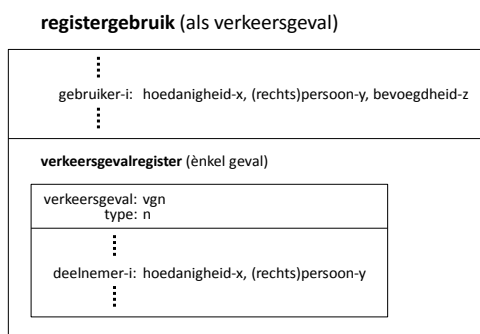 registergebruik (als verkeersgeval)
gebruiker-i: hoedanigheid-x, (rechts)persoon-y, bevoegdheid-z
verkeersgevalregister (ènkel geval)
verkeersgeval: vgn
type: n
deelnemer-i: hoedanigheid-x, (rechts)persoon-y